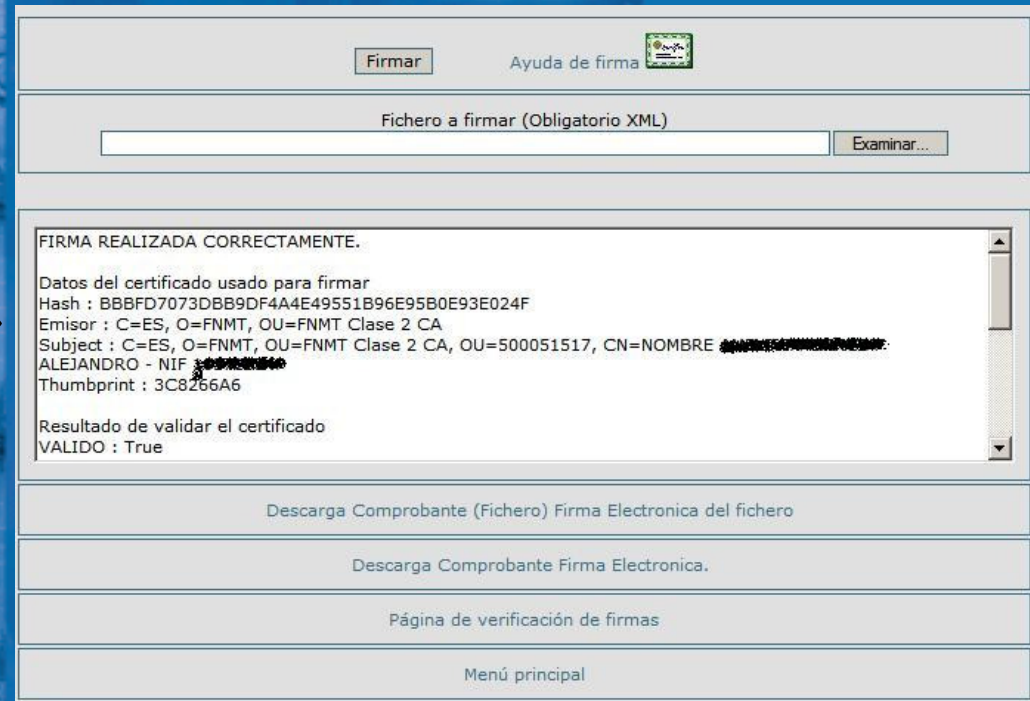 Firmar
Ayuda de firma
Fichero a firmar (Obligatorio XML)
Examinar...
FIRMA REALIZADA CORRECTAMENTE.
Datos del certificado usado para firmar
Hash : BBBFD7073DBB9DF4A4E49551B96E95B0E93E024F
Emisor : C=ES, O=FNMT, OU=FNMT Clase 2 CA
Subject : C=ES, O=FNMT, OU=FNMT Clase 2 CA, OU=500051517, CN=NOMBRE
ALEJANDRO - NIF
Thumbprint : 3C8266A6
Resultado de validar el certificado
VALIDO : True
Descarga Comprobante (Fichero) Firma Electronica del fichero
Descarga Comprobante Firma Electronica.
Página de verificación de firmas
Menú principal